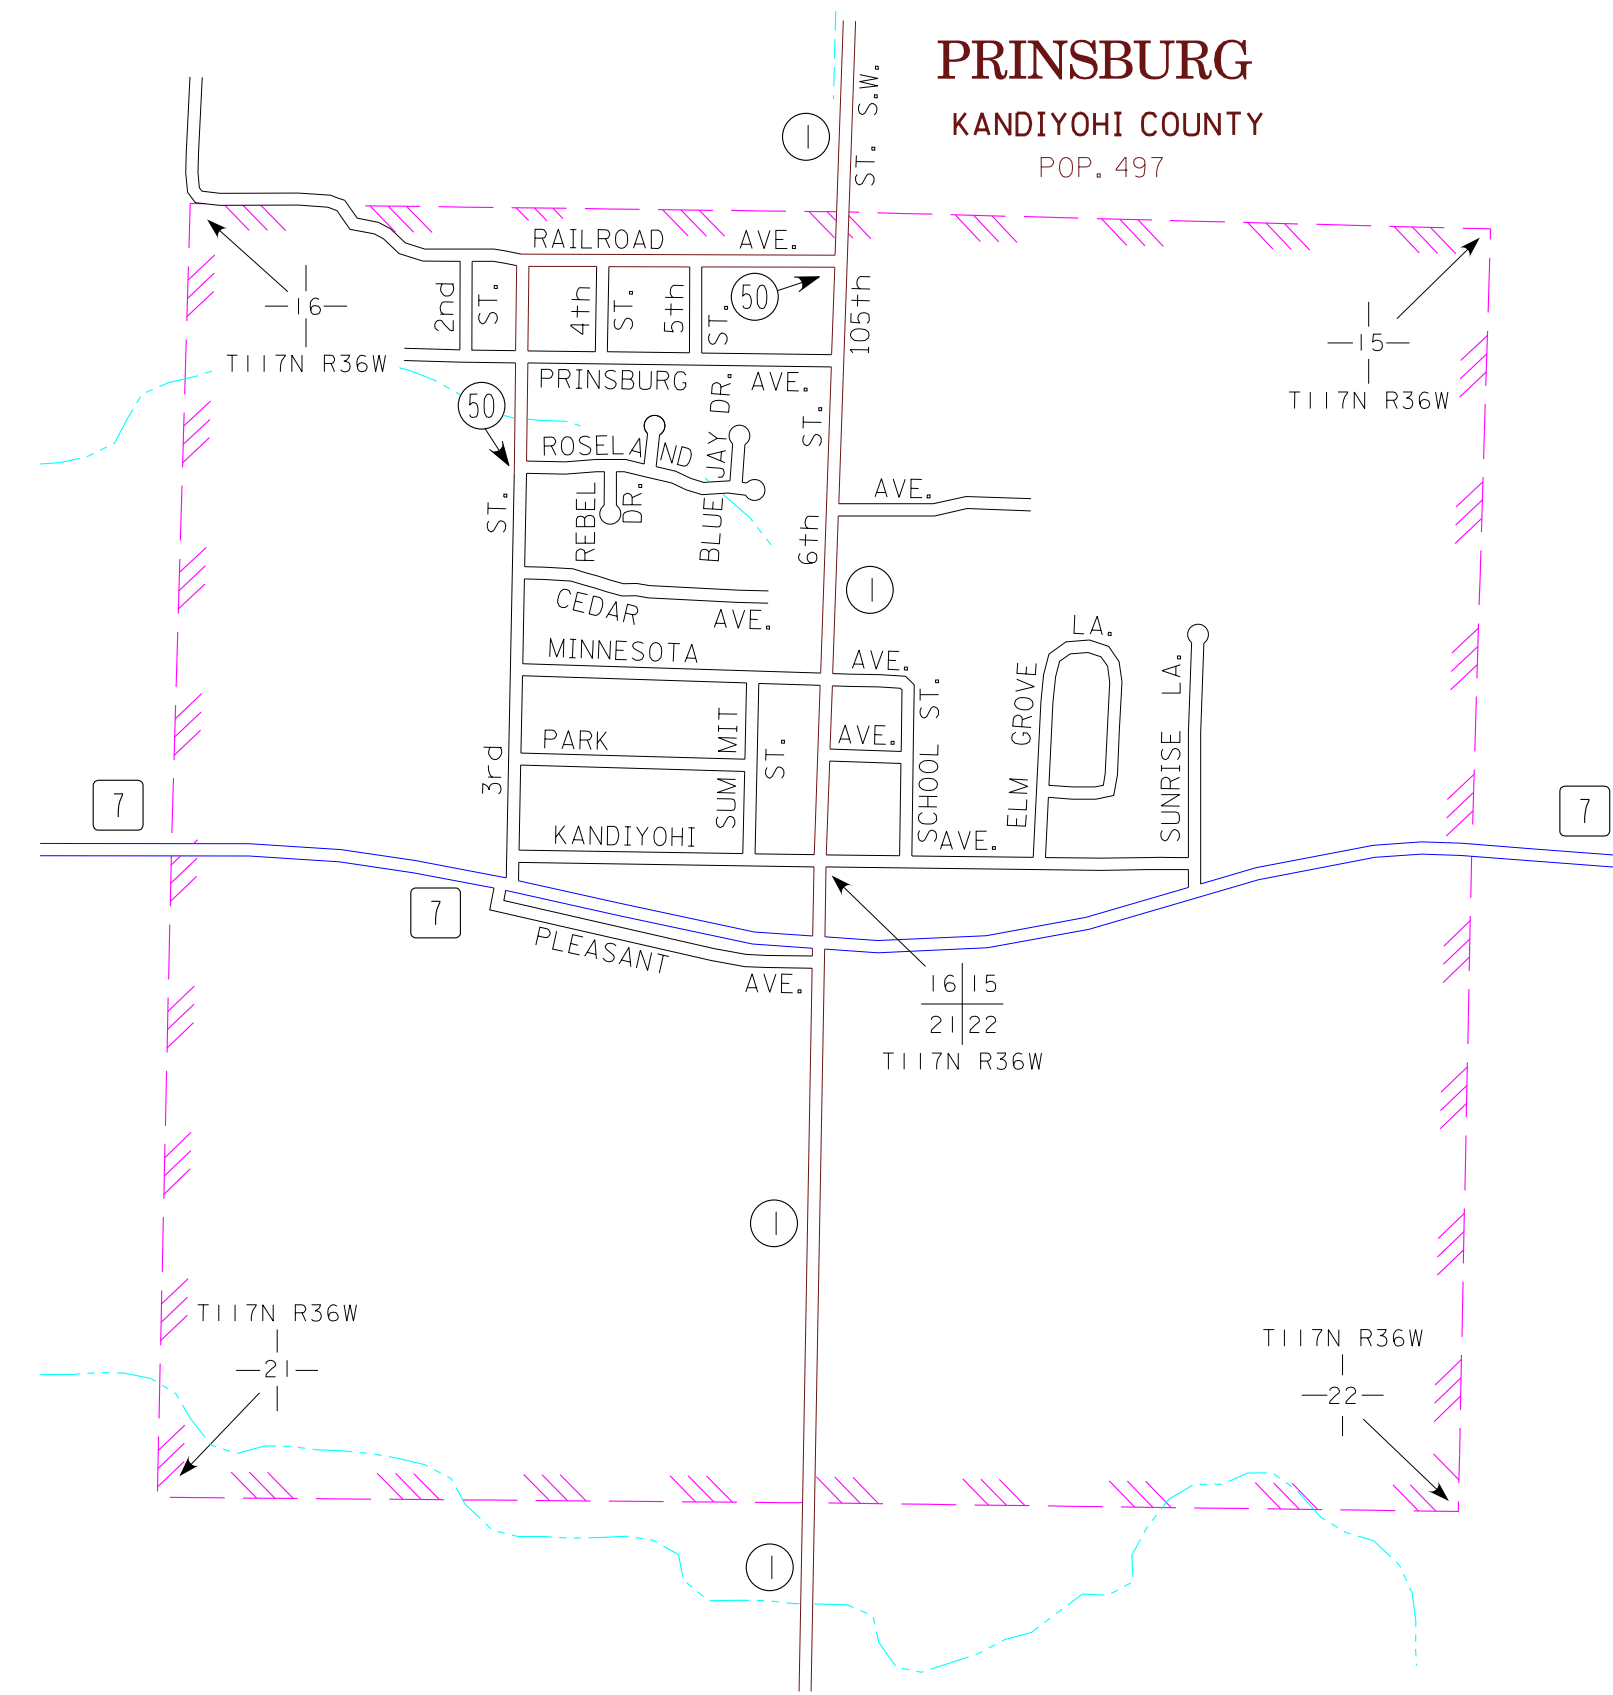 PRINSBURG
KANDIYOHI COUNTY
POP. 497
1
105th ST. S.W.
RAILROAD AVE.
16
T117N R36W
2nd ST.
4th ST.
5th ST.
50
15
T117N R36W
PRINSBURG AVE.
50
ROSELAND AVE.
BLUE JAY DR.
REBEL DR.
6th ST.
3rd ST.
1
CEDAR AVE.
MINNESOTA AVE.
LA.
ELM GROVE
SUNRISE LA.
SCHOOL ST.
PARK AVE.
SUMMIT ST.
7
7
KANDIYOHI AVE.
7
PLEASANT AVE.
16 15
21 22
T117N R36W
1
T117N R36W
21
T117N R36W
22
1